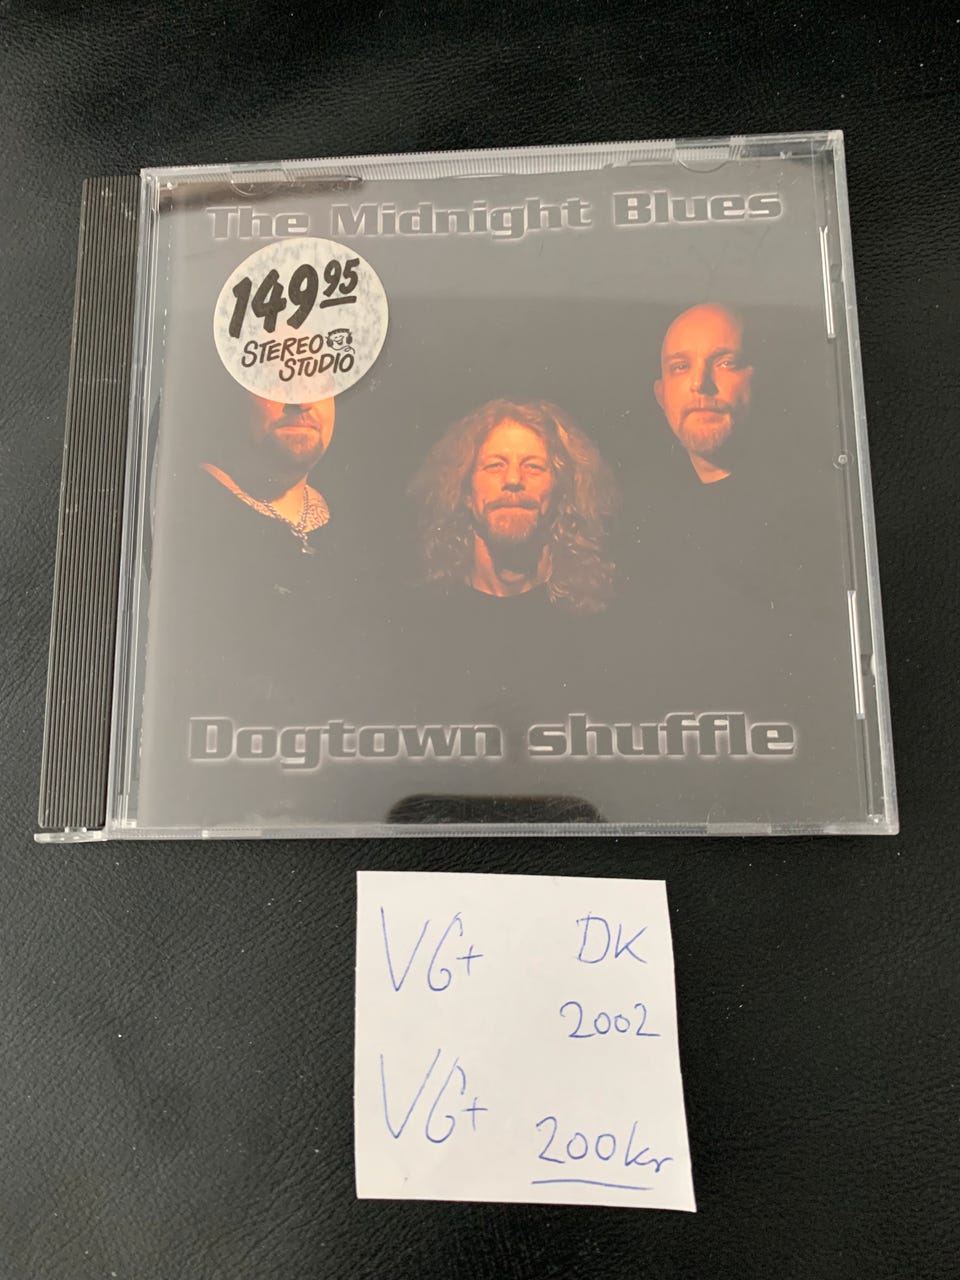 The Midnight Blues
149 95
STEREO
STUDIO
Dogtown shuffle
VG+ DK
2002
VG+
200kr